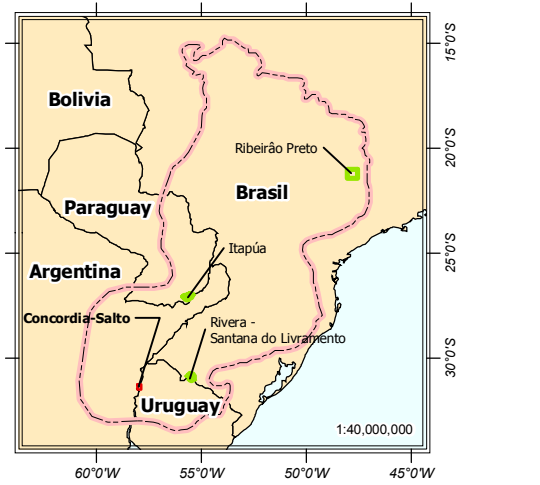 15°0'S
Bolivia
Ribeirâo Preto
20°0'S
Brasil
Paraguay
Itapúa
25°0'S
Argentina
Concordia-Salto
Rivera -
Santana do Livramento
30°0'S
Uruguay
1:40,000,000
60°0'W 55°0'W 50°0'W 45°0'W